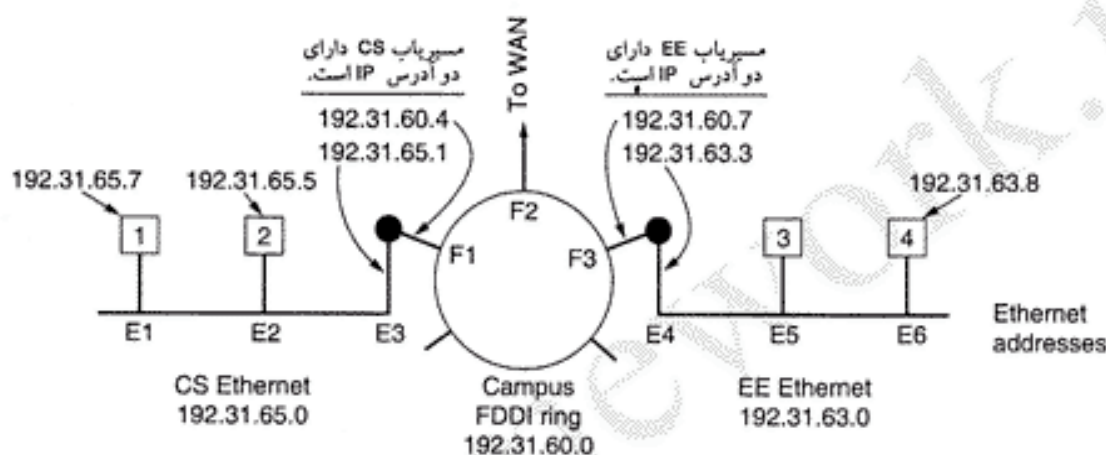 مسیریاب CS دارای
دو آدرس IP است.
192.31.60.4
192.31.65.1
To WAN
مسیریاب EE دارای
دو آدرس IP است.
192.31.60.7
192.31.63.3
192.31.65.7
192.31.65.5
192.31.63.8
1
2
F1
F2
F3
3
4
E1
E2
E3
E4
E5
E6
Ethernet
addresses
CS Ethernet
192.31.65.0
Campus
FDDI ring
192.31.60.0
EE Ethernet
192.31.63.0